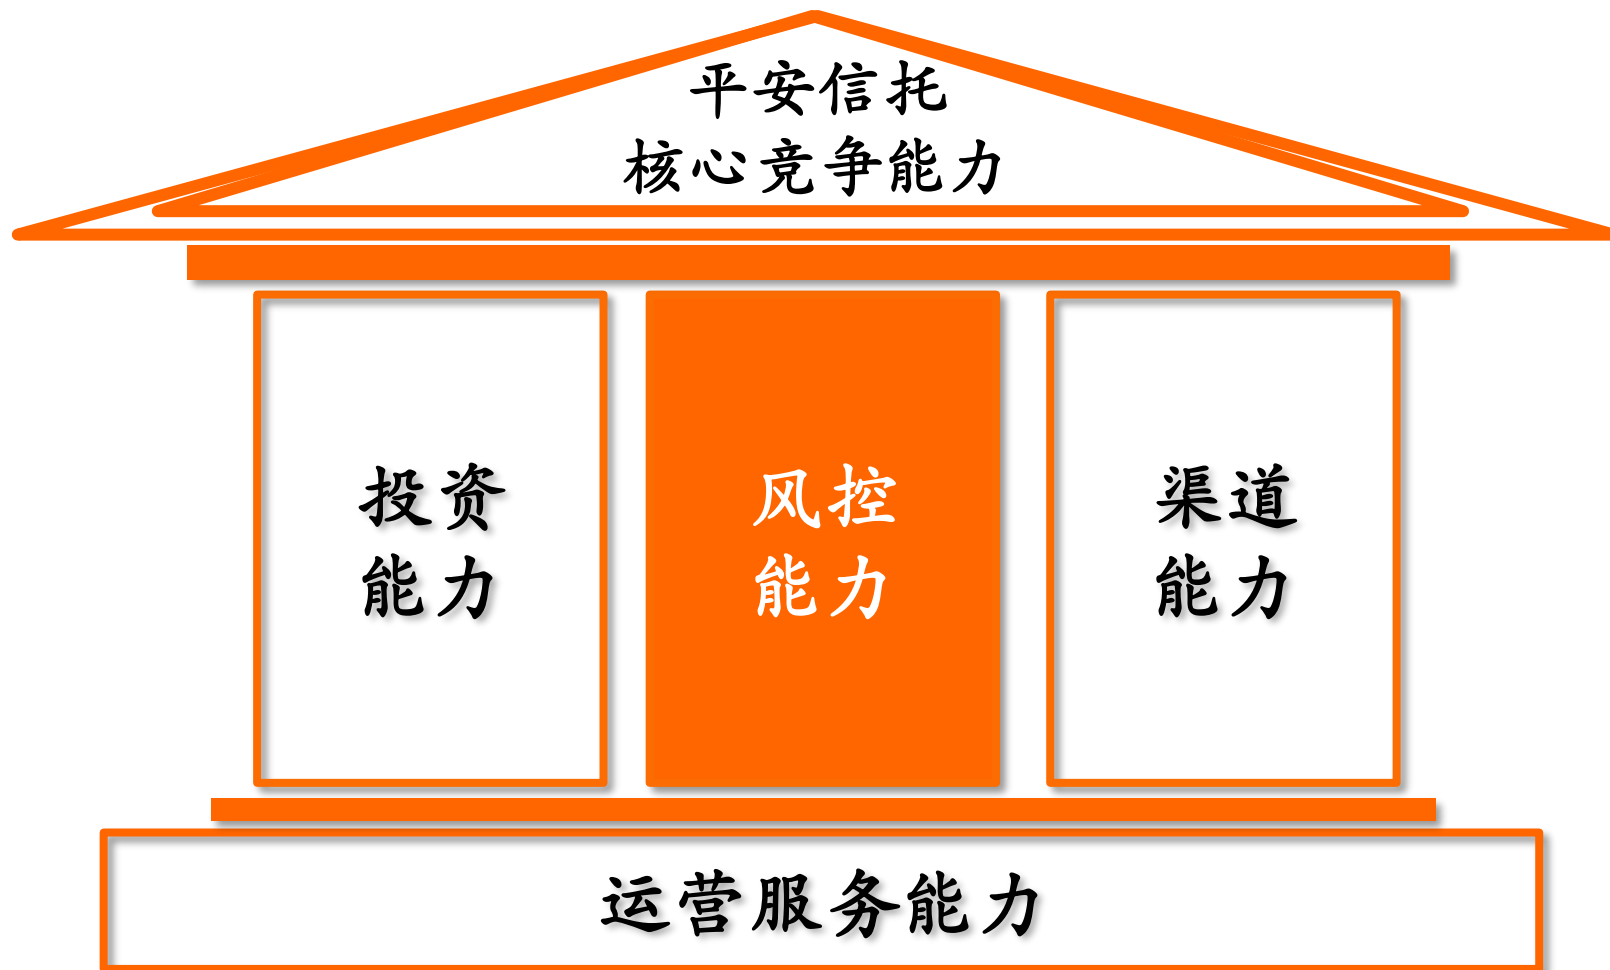 平安信托
核心竞争能力
投资
能力
风控
能力
渠道
能力
运营服务能力